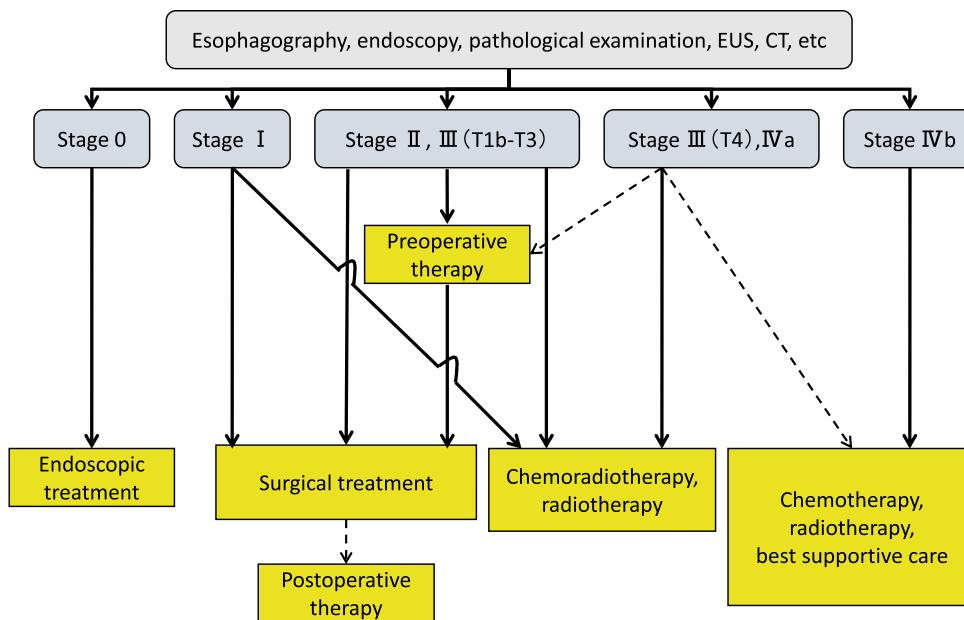 Esophagography, endoscopy, pathological examination, EUS, CT, etc
Stage 0
Stage Ⅰ
Stage Ⅱ, Ⅲ (T1b-T3)
Stage Ⅲ (T4), Ⅳa
Stage Ⅳb
Preoperative
therapy
Endoscopic
treatment
Surgical treatment
Chemoradiotherapy,
radiotherapy
Chemotherapy,
radiotherapy,
best supportive care
Postoperative
therapy